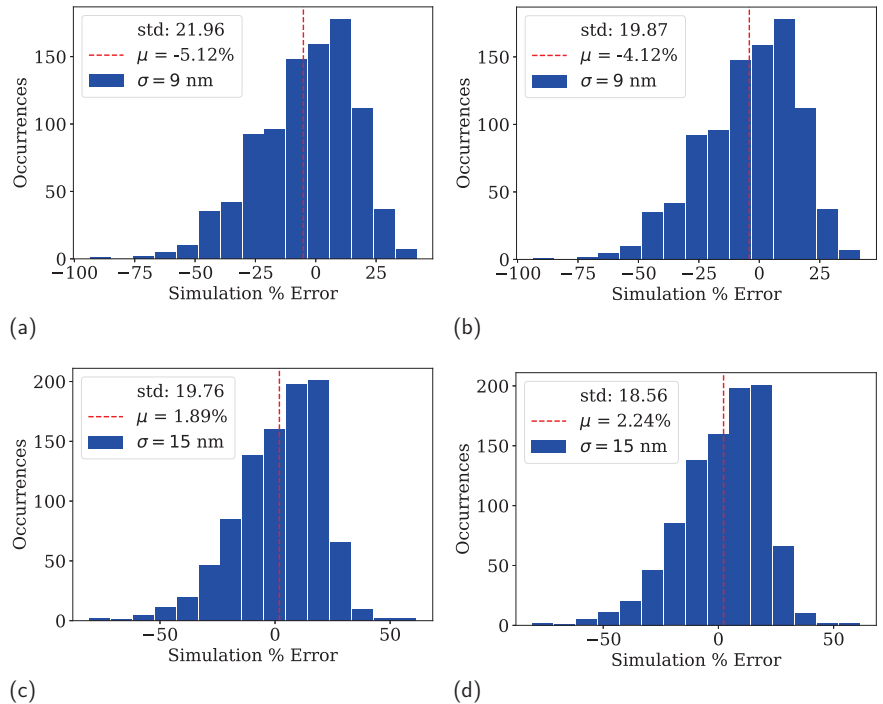 std: 21.96
μ = -5.12%
σ = 9 nm
Occurrences
150
100
50
0
−100
−75
−50
−25
0
25
Simulation % Error
(a)
std: 19.87
μ = -4.12%
σ = 9 nm
Occurrences
150
100
50
0
−100
−75
−50
−25
0
25
Simulation % Error
(b)
std: 19.76
μ = 1.89%
σ = 15 nm
Occurrences
200
150
100
50
0
−50
0
50
Simulation % Error
(c)
std: 18.56
μ = 2.24%
σ = 15 nm
Occurrences
200
150
100
50
0
−50
0
50
Simulation % Error
(d)